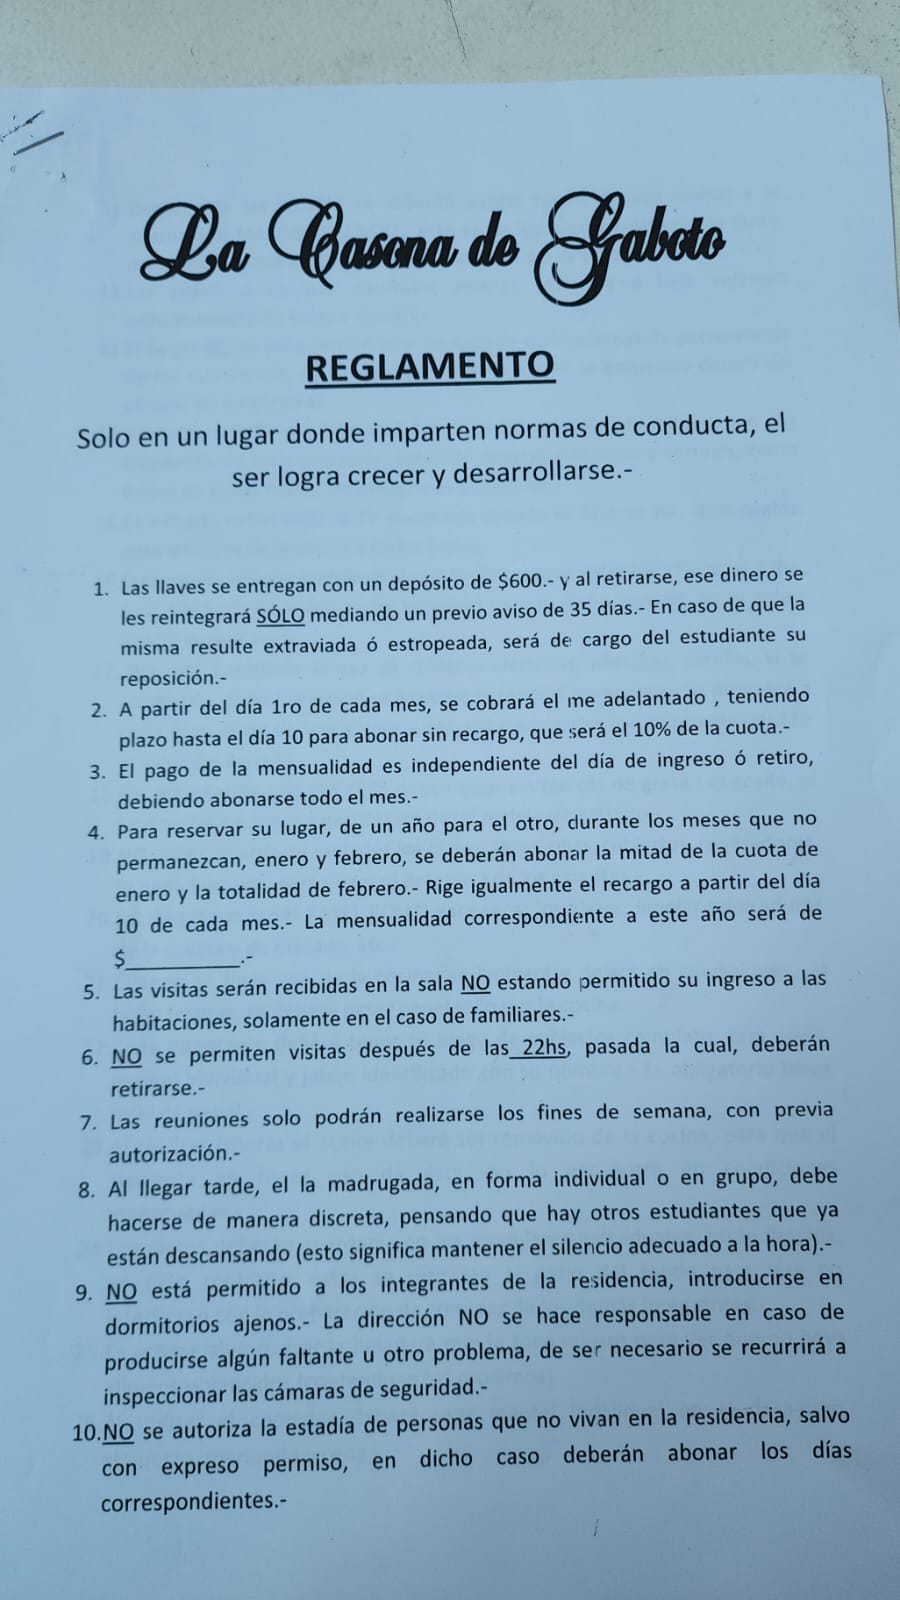 La Casona de Gaboto
REGLAMENTO
Solo en un lugar donde imparten normas de conducta, el
ser logra crecer y desarrollarse.-
1. Las llaves se entregan con un depósito de $600.- y al retirarse, ese dinero se
les reintegrará SÓLO mediando un previo aviso de 35 días.- En caso de que la
misma resulte extraviada ó estropeada, será de cargo del estudiante su
reposición.-
2. A partir del día 1ro de cada mes, se cobrará el me adelantado , teniendo
plazo hasta el día 10 para abonar sin recargo, que será el 10% de la cuota.-
3. El pago de la mensualidad es independiente del día de ingreso ó retiro,
debiendo abonarse todo el mes.-
4. Para reservar su lugar, de un año para el otro, durante los meses que no
permanezcan, enero y febrero, se deberán abonar la mitad de la cuota de
enero y la totalidad de febrero.- Rige igualmente el recargo a partir del día
10 de cada mes.- La mensualidad correspondiente a este año será de
$__________.-
5. Las visitas serán recibidas en la sala NO estando permitido su ingreso a las
habitaciones, solamente en el caso de familiares.-
6. NO se permiten visitas después de las 22hs, pasada la cual, deberán
retirarse.-
7. Las reuniones solo podrán realizarse los fines de semana, con previa
autorización.-
8. Al llegar tarde, el la madrugada, en forma individual o en grupo, debe
hacerse de manera discreta, pensando que hay otros estudiantes que ya
están descansando (esto significa mantener el silencio adecuado a la hora).-
9. NO está permitido a los integrantes de la residencia, introducirse en
dormitorios ajenos.- La dirección NO se hace responsable en caso de
producirse algún faltante u otro problema, de ser necesario se recurrirá a
inspeccionar las cámaras de seguridad.-
10.NO se autoriza la estadía de personas que no vivan en la residencia, salvo
con expreso permiso, en dicho caso deberán abonar los días
correspondientes.-